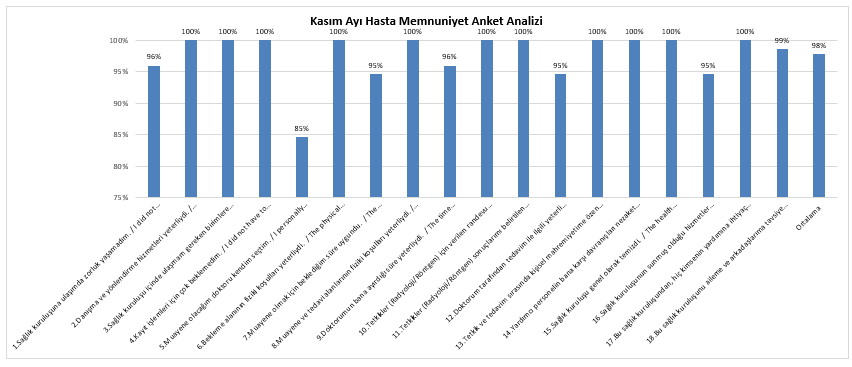 Kasım Ayı Hasta Memnuniyet Anket Analizi
100%
95%
90%
85%
80%
75%
96%
100%
100%
100%
85%
100%
95%
100%
96%
100%
100%
95%
100%
100%
100%
95%
100%
99%
98%
1.Sağlık kuruluşuna ulaşımda zorluk yaşamadım. / I did not...
2.Danışma ve yönlendirme hizmetleri yeterliydi. /...
3.Sağlık kuruluşu içinde ulaşmam gereken birimlere...
4.Kayıt işlemleri için çok beklemedim. / I did not have to...
5.Muayene olacağım doktoru kendim seçtim. / I personally...
6.Bekleme alanının fiziki koşulları yeterliydi. / The physical...
7.Muayene olmak için beklediğim süre uygundu. / The...
8.Muayene ve tedavi alanlarının fiziki koşulları yeterliydi. /...
9.Doktorumun bana ayırdığı süre yeterliydi. / The time...
10.Tetkikler (Radyoloji/Röntgen) için verilen randevu...
11.Tetkikler (Radyoloji/Röntgen) sonuçlarını belirtilen...
12.Doktorum tarafından tedavim ile ilgili yeterli...
13.Tetkik ve tedavim sırasında kişisel mahremiyetime özen...
14.Yardımcı personelin bana karşı davranışları nezaket...
15.Sağlık kuruluşu genel olarak temizdi. / The health...
16.Sağlık kuruluşunun sunmuş olduğu hizmetler...
17.Bu sağlık kuruluşundan, hiç kimsenin yardımına ihtiyaç...
18.Bu sağlık kuruluşunu aileme ve arkadaşlarıma tavsiye...
Ortalama